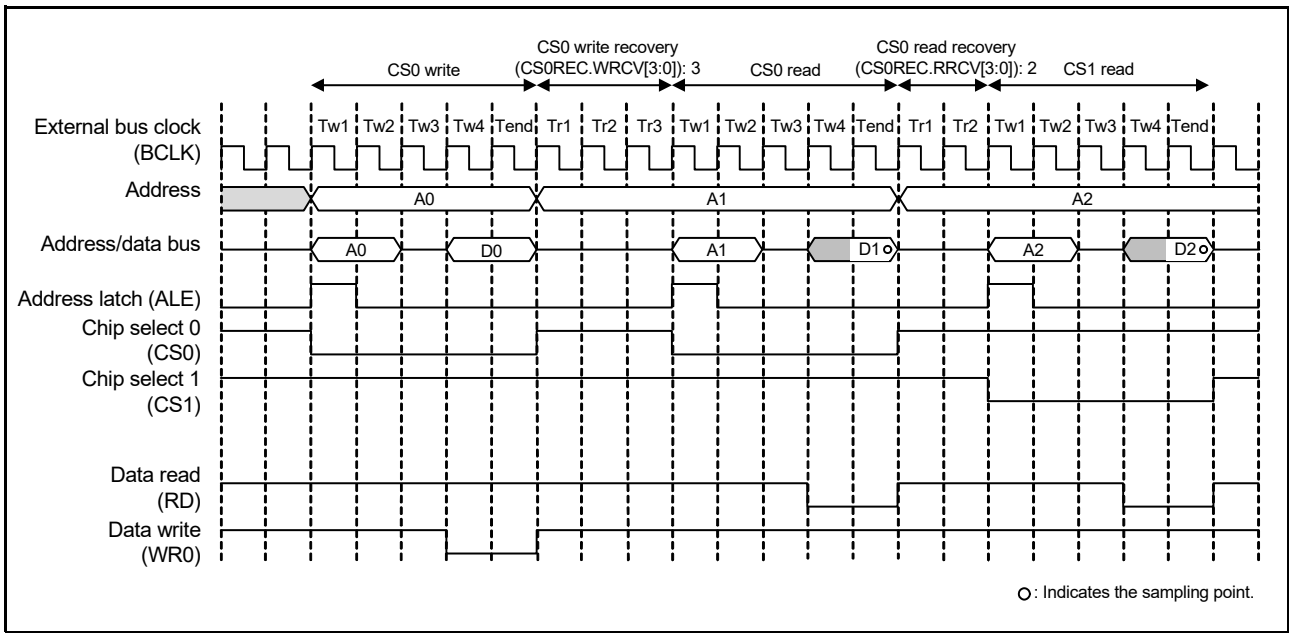 CS0 write recovery
(CS0REC.WRCV[3:0]): 3
CS0 read recovery
(CS0REC.RRCV[3:0]): 2
CS0 write
CS0 read
CS1 read
External bus clock
(BCLK)
Tw1 Tw2 Tw3 Tw4 Tend Tr1 Tr2 Tr3 Tw1 Tw2 Tw3 Tw4 Tend Tr1 Tr2 Tw1 Tw2 Tw3 Tw4 Tend
Address
A0 A1 A2
Address/data bus
A0 D0 A1 D1 A2 D2
Address latch (ALE)
Chip select 0
(CS0)
Chip select 1
(CS1)
Data read
(RD)
Data write
(WR0)
: Indicates the sampling point.